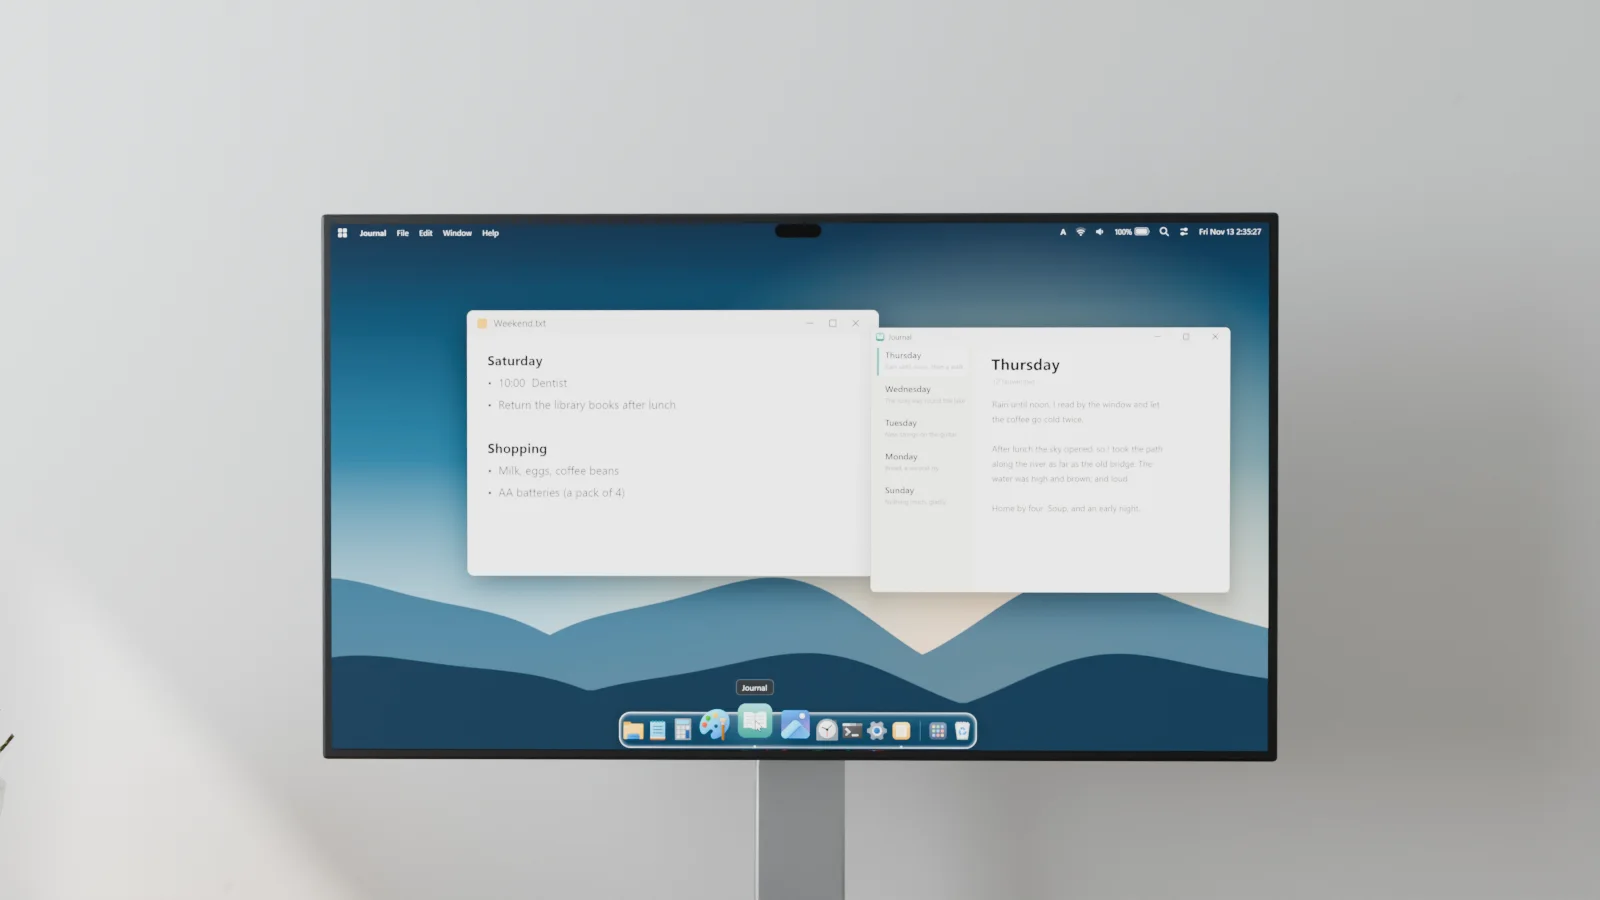 Journal File Edit Window Help
A 100% Fri Nov 13 2:35:27
Weekend.txt
Saturday
• 10:00 Dentist
• Return the library books after lunch
Shopping
• Milk, eggs, coffee beans
• AA batteries (a pack of 4)
Journal
Thursday
Wednesday
Tuesday
Monday
Sunday
Thursday
Rain until noon. I read by the window and let
the coffee go cold twice.
After lunch the sky opened, so I took the path
along the river as far as the old bridge. The
water was high and brown, and loud.
Home by four. Soup, and an early night.
Journal